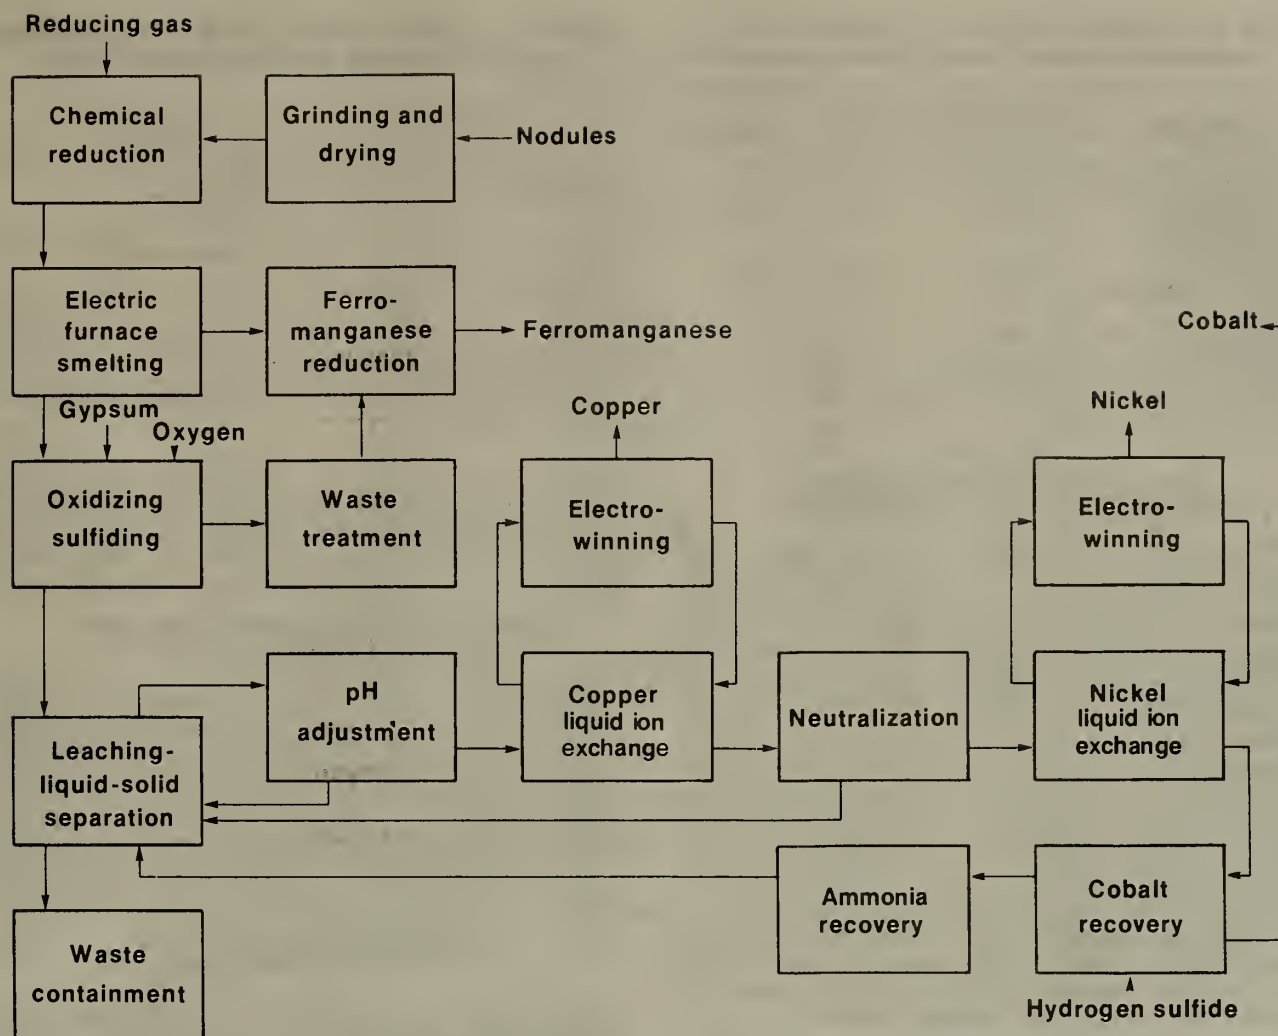 Reducing gas
Chemical
reduction
Grinding and
drying
Nodules
Electric
furnace
smelting
Ferro-
manganese
reduction
Ferromanganese
Cobalt
Gypsum
Oxygen
Copper
Nickel
Oxidizing
sulfiding
Waste
treatment
Electro-
winning
Electro-
winning
Leaching-
liquid-solid
separation
pH
adjustment
Copper
liquid ion
exchange
Neutralization
Nickel
liquid ion
exchange
Ammonia
recovery
Cobalt
recovery
Waste
containment
Hydrogen sulfide